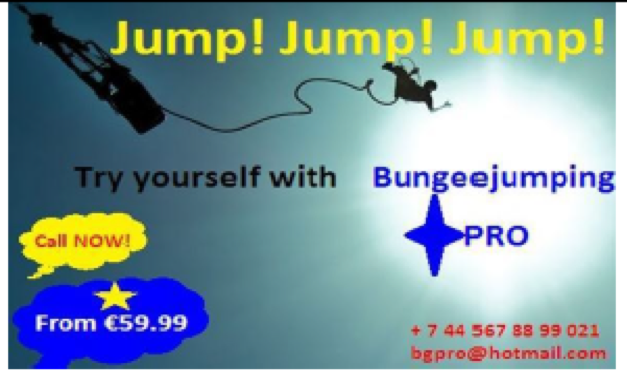 Jump! Jump! Jump!
Try yourself with Bungeejumping
PRO
Call NOW!
From €59.99
+ 7 44 567 88 99 021
bgpro@hotmail.com